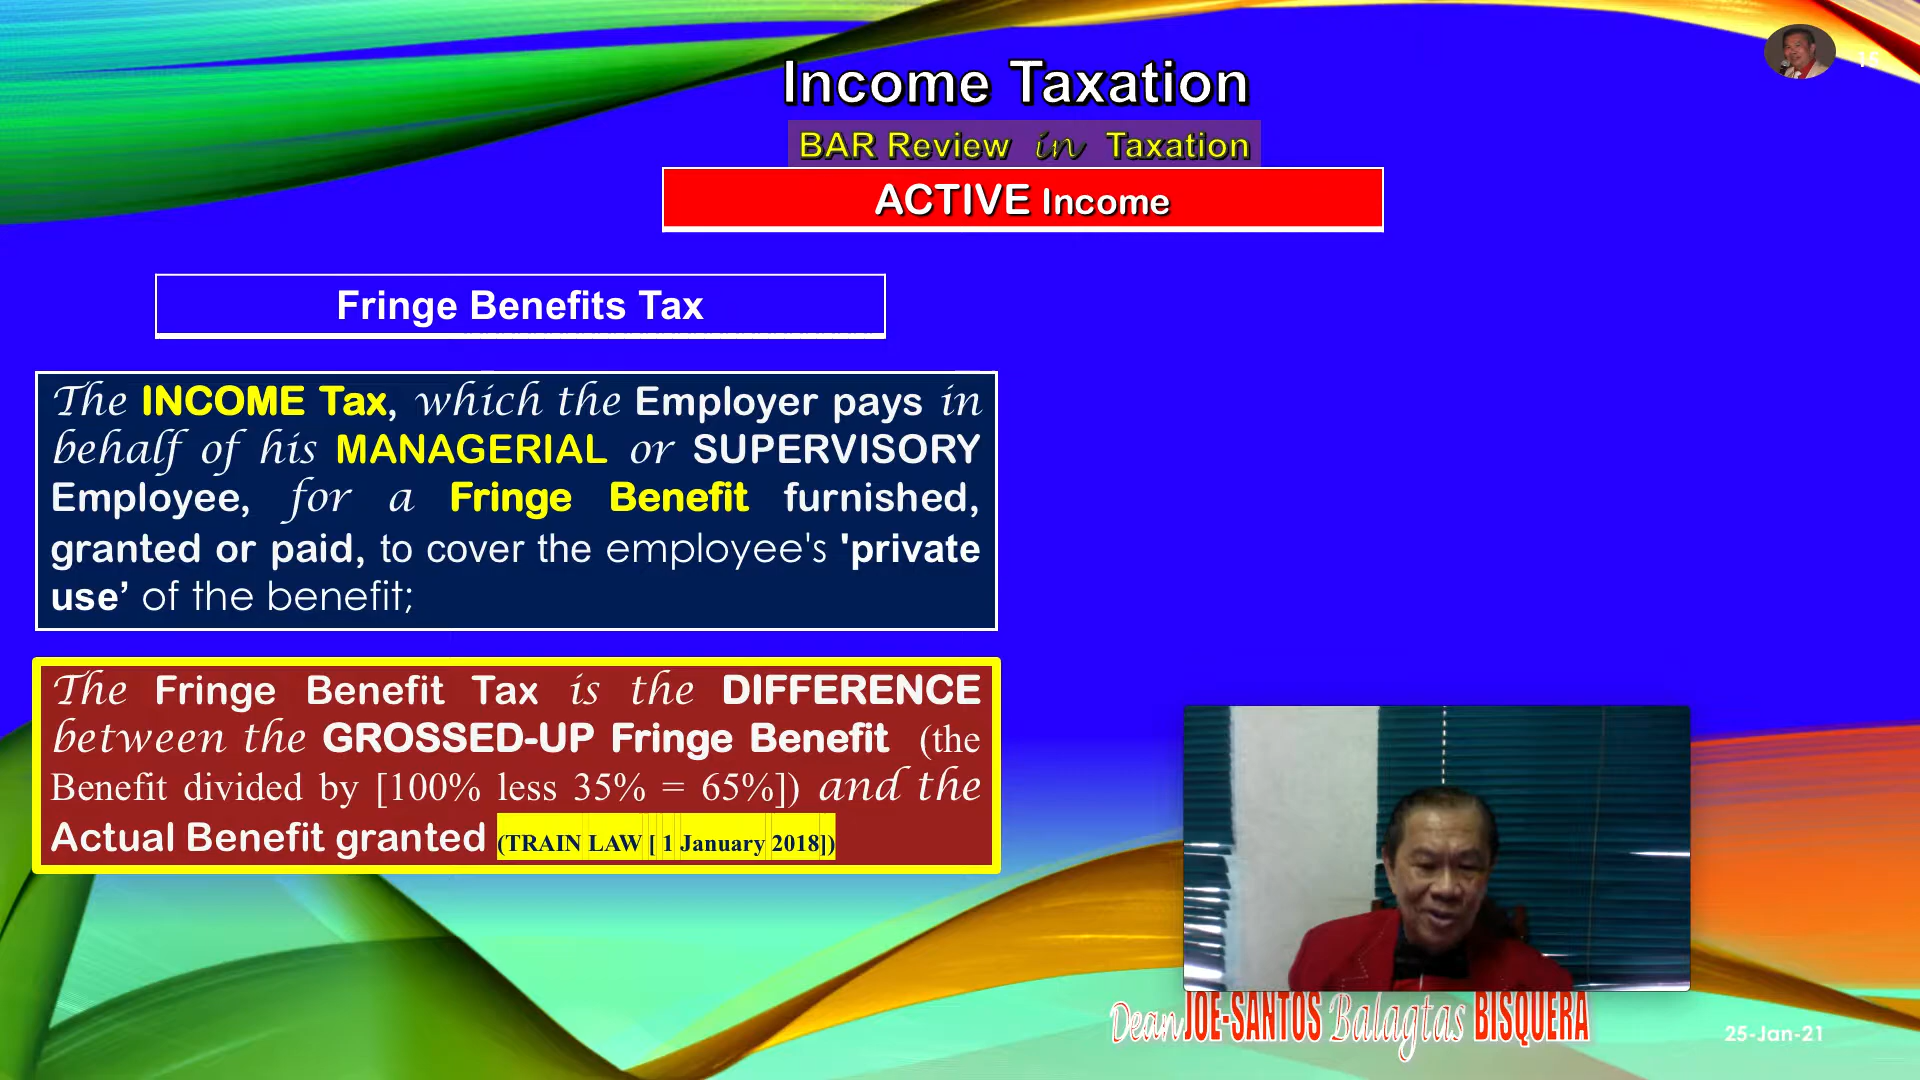 Income Taxation
15
BAR Review in Taxation
ACTIVE Income
Fringe Benefits Tax
The INCOME Tax, which the Employer pays in
behalf of his MANAGERIAL or SUPERVISORY
Employee, for a Fringe Benefit furnished,
granted or paid, to cover the employee's 'private
use’ of the benefit;
The Fringe Benefit Tax is the DIFFERENCE
between the GROSSED-UP Fringe Benefit (the
Benefit divided by [100% less 35% = 65%]) and the
Actual Benefit granted (TRAIN LAW [ 1 January 2018])
Dean JOE-SANTOS Balagtas BISQUERA
25-Jan-21